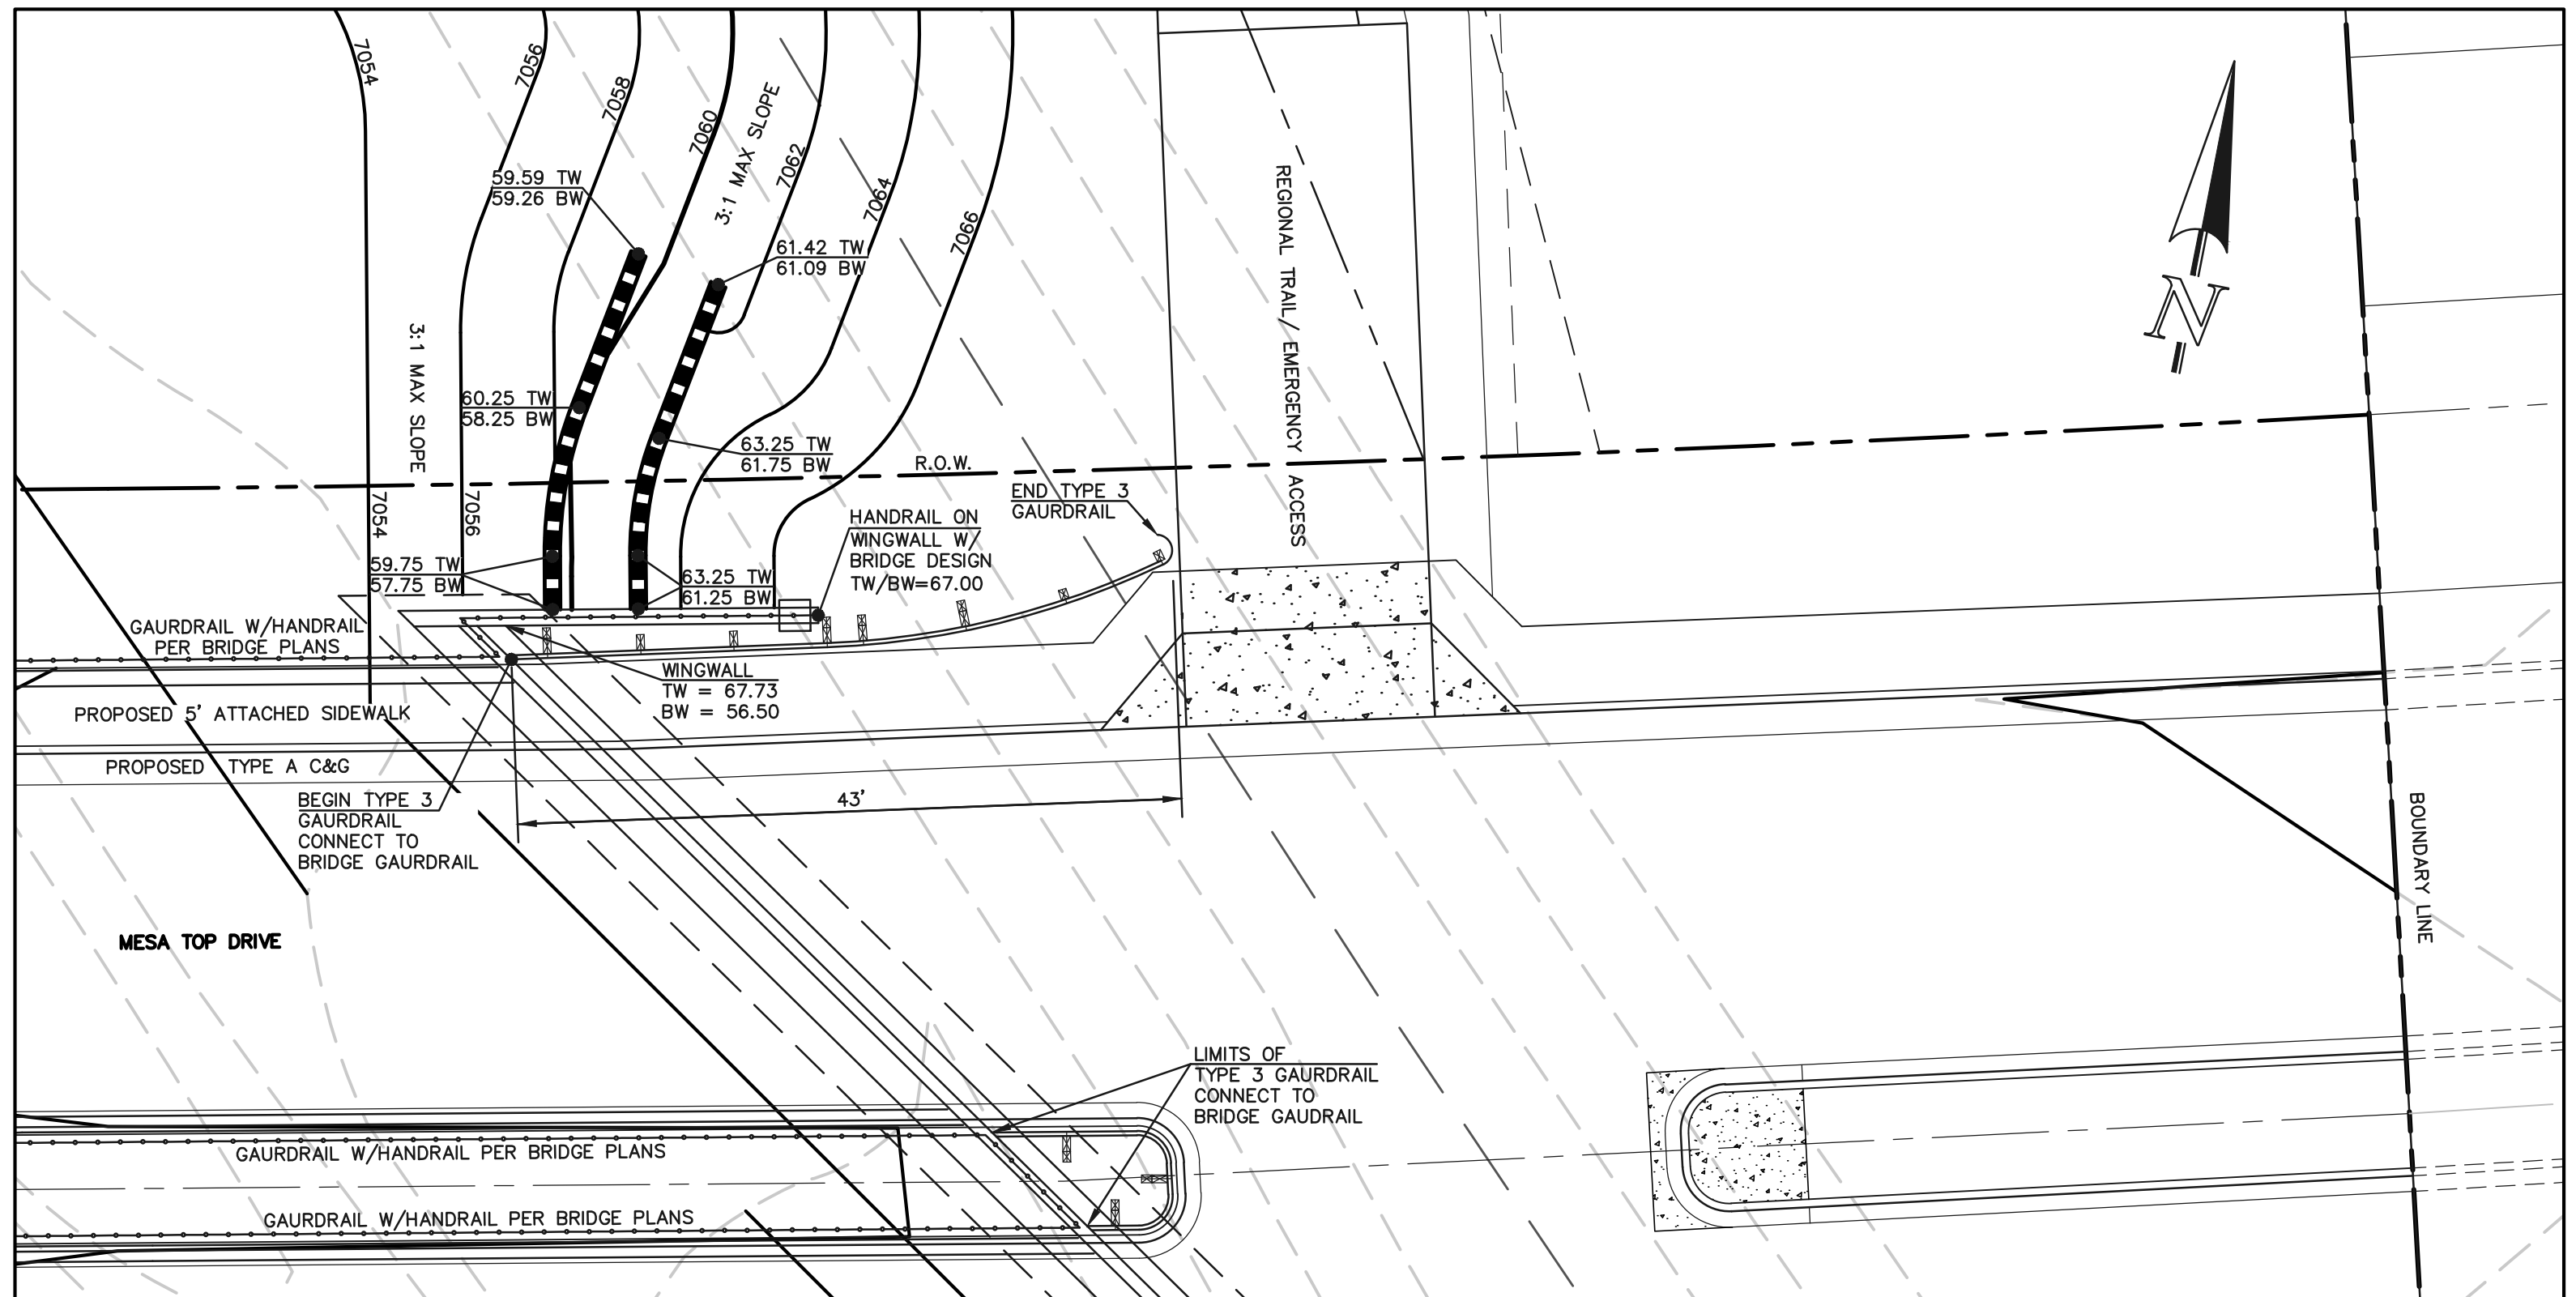 7054
7056
7058
7060
3:1 MAX SLOPE
7062
7064
7066
59.59 TW
59.26 BW
61.42 TW
61.09 BW
REGIONAL TRAIL/ EMERGENCY ACCESS
N
3:1 MAX SLOPE
60.25 TW
58.25 BW
63.25 TW
61.75 BW
R.O.W.
7054
7056
END TYPE 3
GAURDRAIL
HANDRAIL ON
WINGWALL W/
BRIDGE DESIGN
TW/BW=67.00
59.75 TW
57.75 BW
63.25 TW
61.25 BW
GAURDRAIL W/HANDRAIL
PER BRIDGE PLANS
WINGWALL
TW = 67.73
BW = 56.50
PROPOSED 5' ATTACHED SIDEWALK
PROPOSED TYPE A C&G
BEGIN TYPE 3
GAURDRAIL
CONNECT TO
BRIDGE GAURDRAIL
43'
BOUNDARY LINE
MESA TOP DRIVE
LIMITS OF
TYPE 3 GAURDRAIL
CONNECT TO
BRIDGE GAUDRAIL
GAURDRAIL W/HANDRAIL PER BRIDGE PLANS
GAURDRAIL W/HANDRAIL PER BRIDGE PLANS